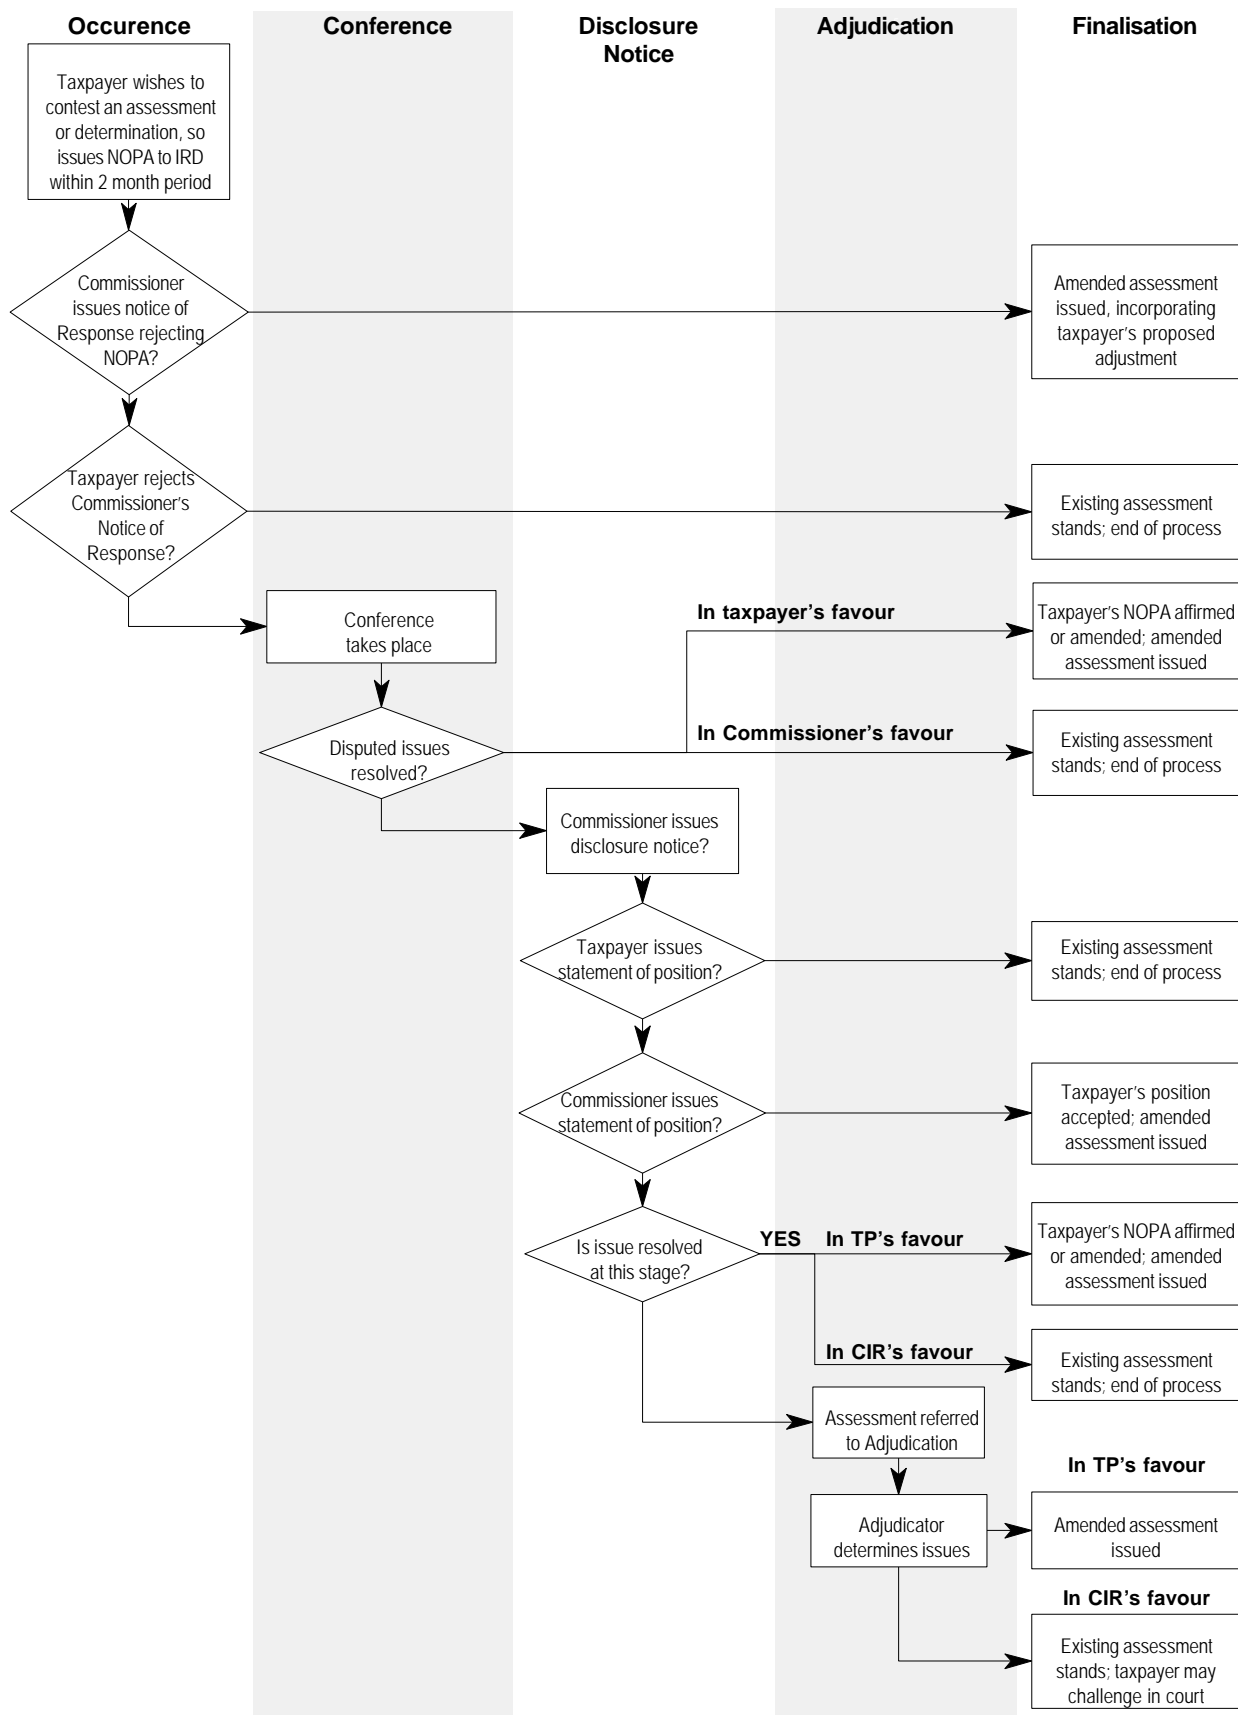 Occurence
Conference
Disclosure
Notice
Adjudication
Finalisation
Taxpayer wishes to
contest an assessment
or determination, so
issues NOPA to IRD
within 2 month period
Commissioner
issues notice of
Response rejecting
NOPA?
Amended assessment
issued, incorporating
taxpayer's proposed
adjustment
Taxpayer rejects
Commissioner's
Notice of
Response?
Existing assessment
stands; end of process
Conference
takes place
In taxpayer's favour
Taxpayer's NOPA affirmed
or amended; amended
assessment issued
Disputed issues
resolved?
In Commissioner's favour
Existing assessment
stands; end of process
Commissioner issues
disclosure notice?
Taxpayer issues
statement of position?
Existing assessment
stands; end of process
Commissioner issues
statement of position?
Taxpayer's position
accepted; amended
assessment issued
Is issue resolved
at this stage?
YES
In TP's favour
Taxpayer's NOPA affirmed
or amended; amended
assessment issued
In CIR's favour
Existing assessment
stands; end of process
Assessment referred
to Adjudication
In TP's favour
Adjudicator
determines issues
Amended assessment
issued
In CIR's favour
Existing assessment
stands; taxpayer may
challenge in court